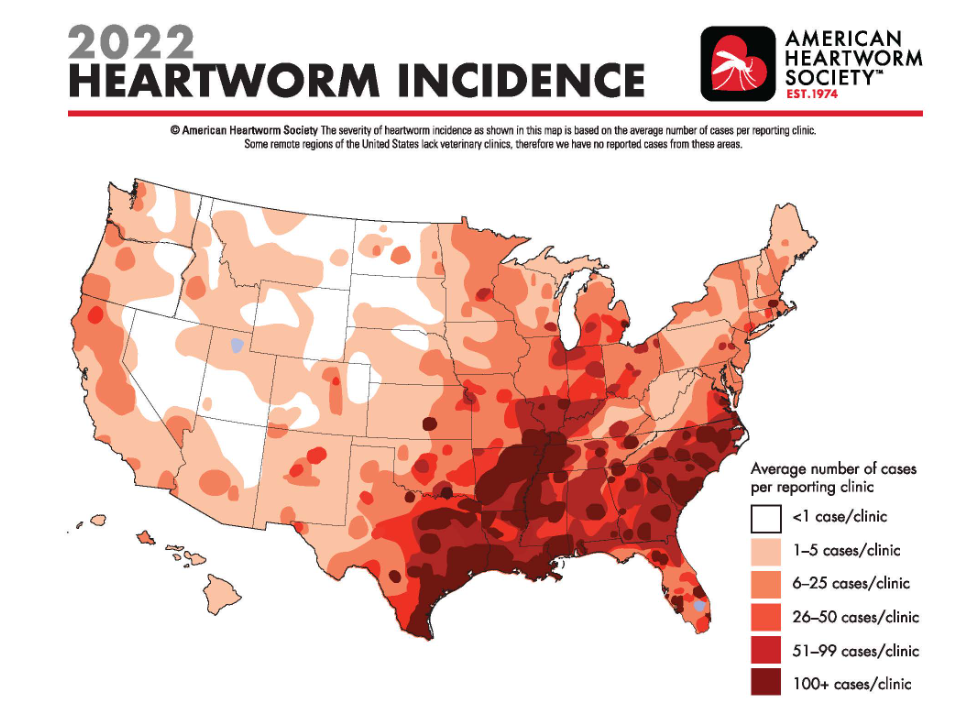 2022
HEARTWORM INCIDENCE
AMERICAN
HEARTWORM
SOCIETY™
EST.1974
© American Heartworm Society The severity of heartworm incidence as shown in this map is based on the average number of cases per reporting clinic.
Some remote regions of the United States lack veterinary clinics, therefore we have no reported cases from these areas.
Average number of cases
per reporting clinic
<1 case/clinic
1–5 cases/clinic
6–25 cases/clinic
26–50 cases/clinic
51–99 cases/clinic
100+ cases/clinic